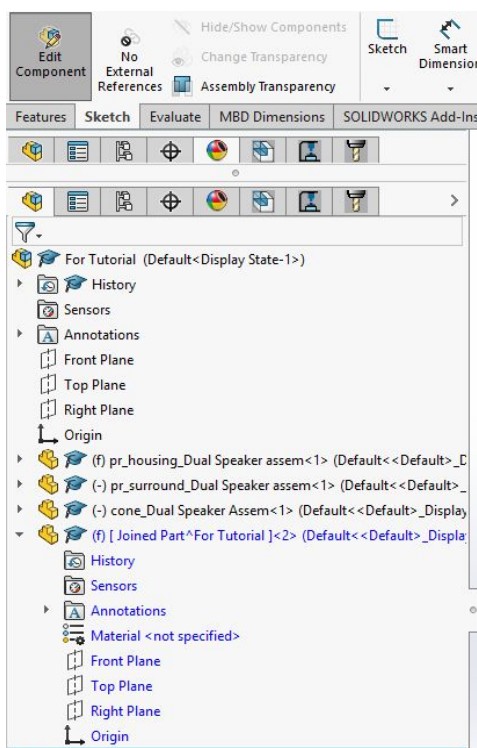 Hide/Show Components
Change Transparency
Assembly Transparency
Edit
Component
No
External
References
Sketch
Smart
Dimension
Features Sketch Evaluate MBD Dimensions SOLIDWORKS Add-Ins
For Tutorial (Default<Display State-1>)
History
Sensors
Annotations
Front Plane
Top Plane
Right Plane
Origin
(f) pr_housing_Dual Speaker assem<1> (Default<<Default>_D
(-) pr_surround_Dual Speaker assem<1> (Default<<Default>_
(-) cone_Dual Speaker Assem<1> (Default<<Default>_Display
(f) [ Joined Part^For Tutorial ]<2> (Default<<Default>_Display
History
Sensors
Annotations
Material <not specified>
Front Plane
Top Plane
Right Plane
Origin